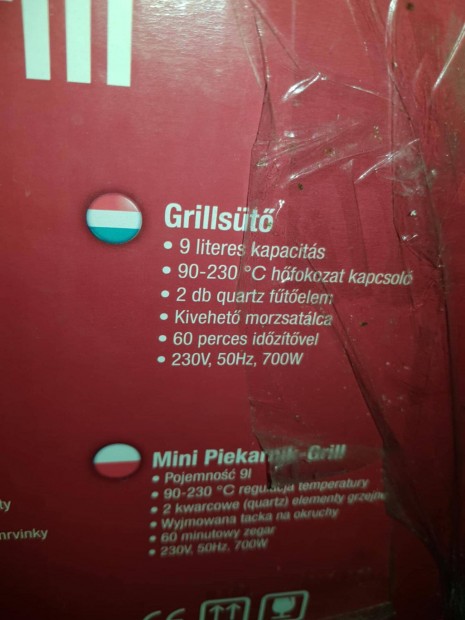 Grillsütő
• 9 literes kapacitás
• 90-230 °C hőfokozat kapcsoló
• 2 db quartz fűtőelem
• Kivehető morzsatálca
• 60 perces időzítővel
• 230V, 50Hz, 700W
Mini Piekarnik-Grill
• Pojemność 9l
• 90-230 °C regulacja temperatury
• 2 kwarcowe (quartz) elementy grzejne
• Wyjmowana tacka na okruchy
• 60 minutowy zegar
• 230V, 50Hz, 700W
CE